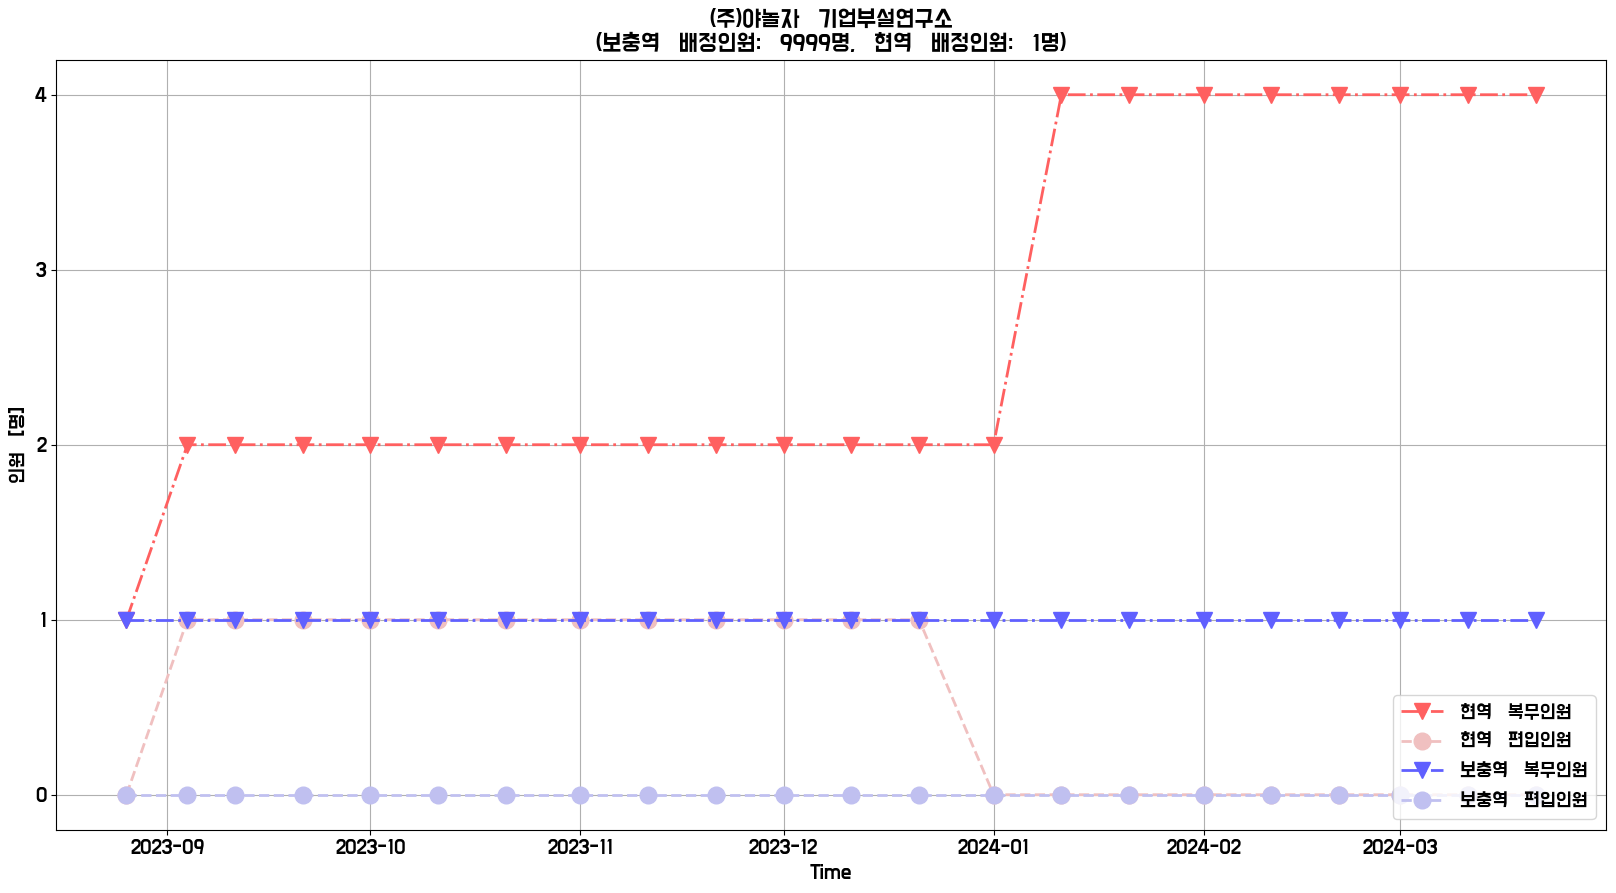 (주)야놀자 기업부설연구소
(보충역 배정인원: 9999명, 현역 배정인원: 1명)
인원 [명]
4
3
2
1
0
2023-09 2023-10 2023-11 2023-12 2024-01 2024-02 2024-03
Time
현역 복무인원
현역 편입인원
보충역 복무인원
보충역 편입인원